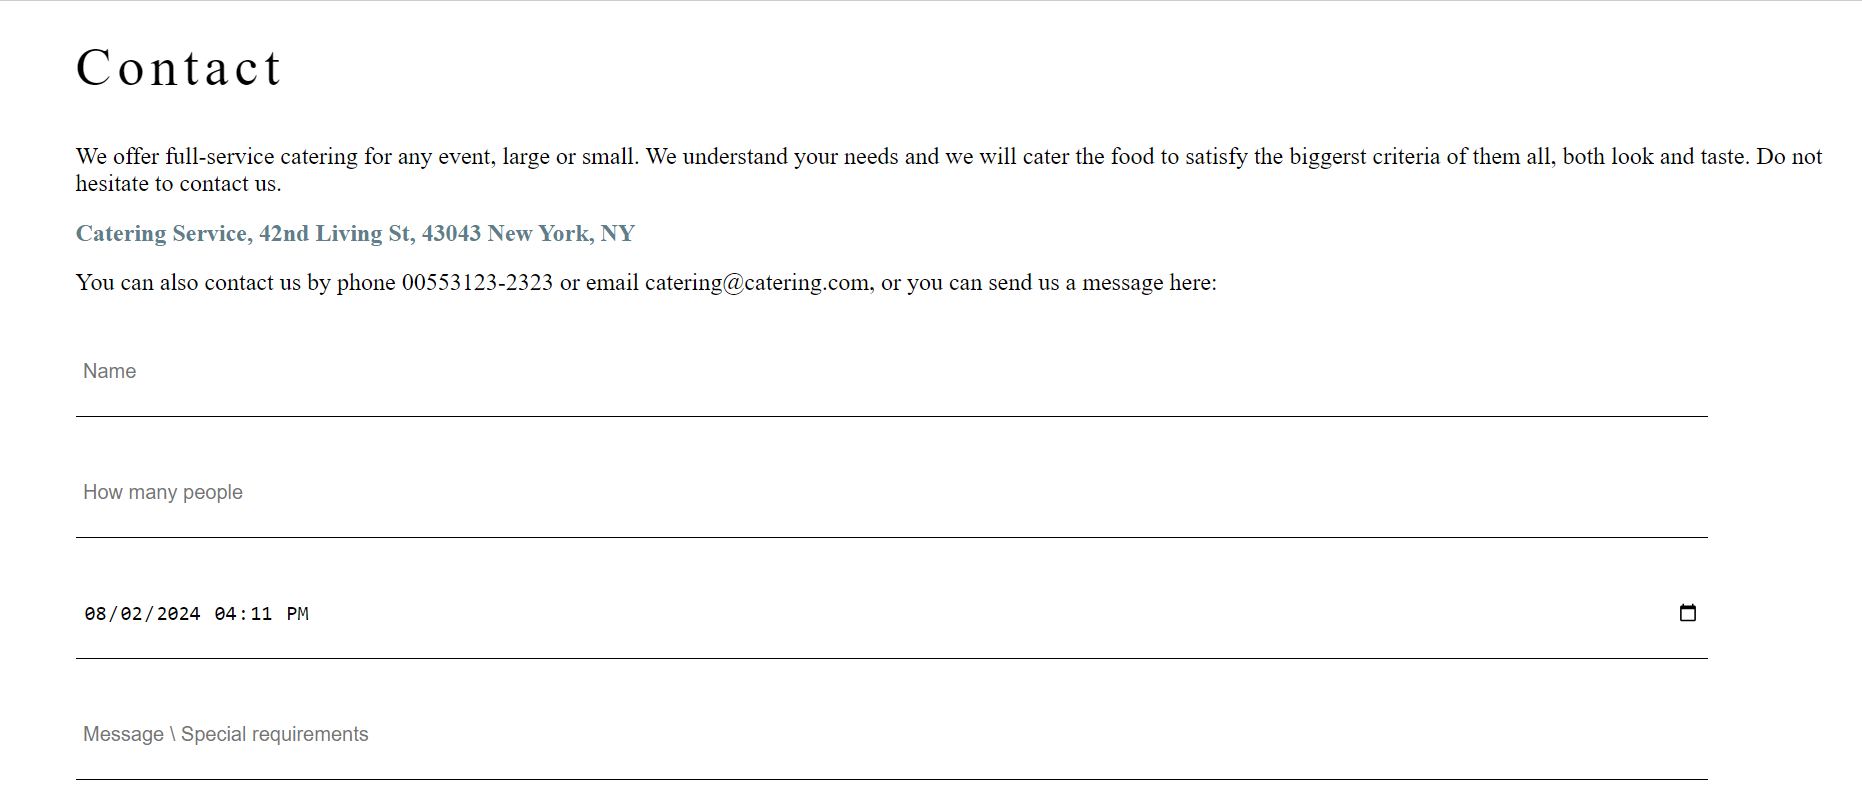 Contact
We offer full-service catering for any event, large or small. We understand your needs and we will cater the food to satisfy the biggerst criteria of them all, both look and taste. Do not
hesitate to contact us.
Catering Service, 42nd Living St, 43043 New York, NY
You can also contact us by phone 00553123-2323 or email catering@catering.com, or you can send us a message here:
Name
How many people
08/02/2024 04:11 PM
Message \ Special requirements